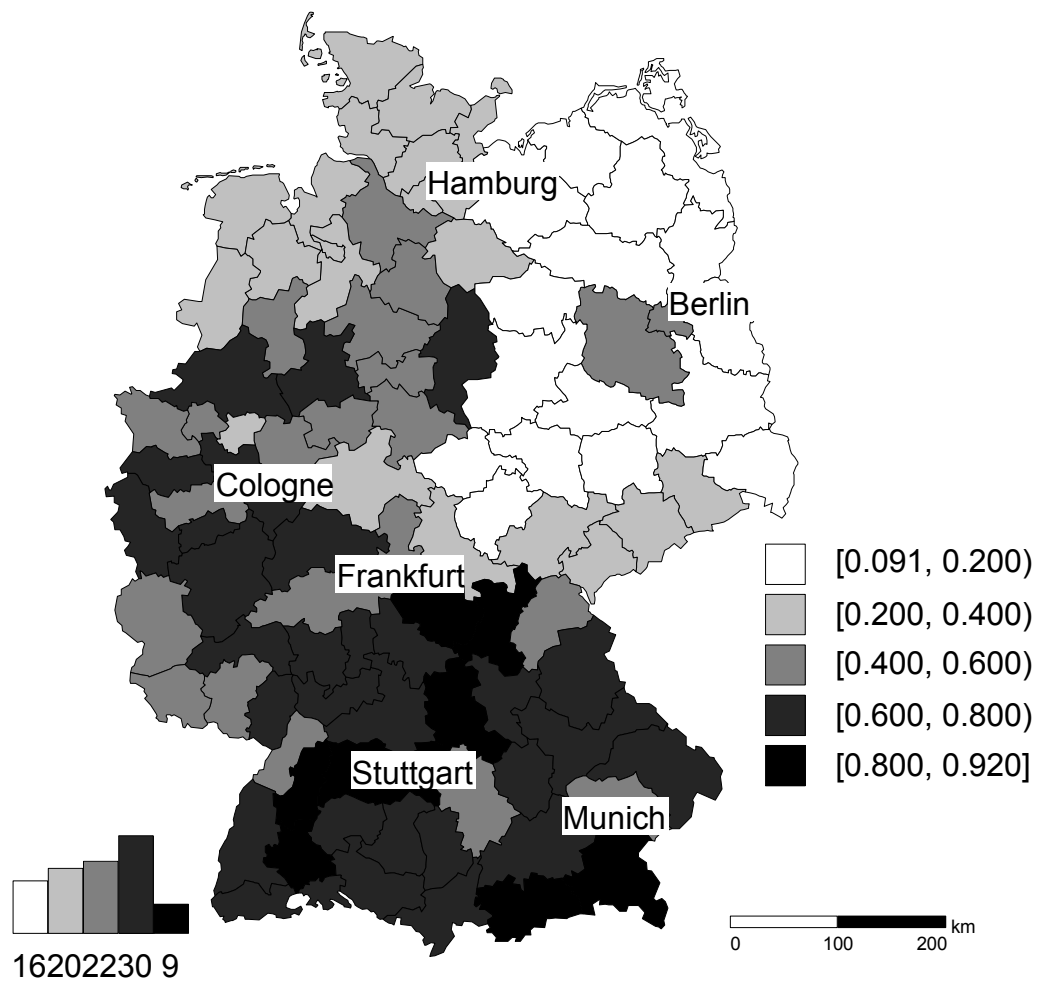 Hamburg
Berlin
Cologne
Frankfurt
[0.091, 0.200)
[0.200, 0.400)
[0.400, 0.600)
[0.600, 0.800)
[0.800, 0.920]
Stuttgart
Munich
km
0 100 200
16202230 9